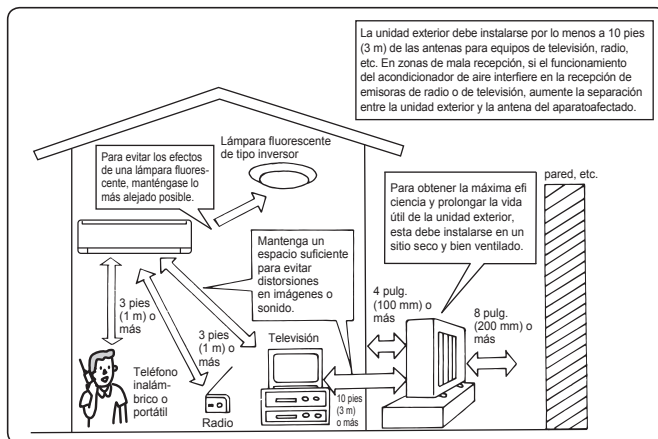 La unidad exterior debe instalarse por lo menos a 10 pies
(3 m) de las antenas para equipos de televisión, radio,
etc. En zonas de mala recepción, si el funcionamiento
del acondicionador de aire interfiere en la recepción de
emisoras de radio o de televisión, aumente la separación
entre la unidad exterior y la antena del aparatoafectado.
Lámpara fluorescente
de tipo inversor
Para evitar los efectos
de una lámpara fluores-
cente, manténgase lo
más alejado posible.
pared, etc.
Para obtener la máxima efi
ciencia y prolongar la vida
útil de la unidad exterior,
esta debe instalarse en un
sitio seco y bien ventilado.
Mantenga un
espacio suficiente
para evitar
distorsiones
en imágenes o
sonido.
3 pies
(1 m) o
más
3 pies
(1 m) o
más
Televisión
4 pulg.
(100 mm) o
más
8 pulg.
(200 mm) o
más
Teléfono
inalám-
brico o
portátil
Radio
10 pies
(3 m)
o más